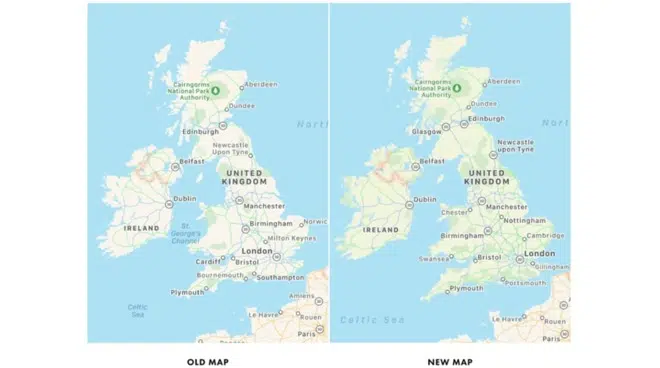 Cairngorms
National Park
Authority
Aberdeen
Dundee
Edinburgh
North
Newcastle
Upon Tyne
Belfast
UNITED
KINGDOM
Dublin
Manchester
IRELAND
St.
George's
Channel
Birmingham
Norwic
Milton Keynes
London
Cardiff
Bristol
Bournemouth
Southampton
Plymouth
Celtic
Sea
Amiens
Le Havre
Rouen
Paris
OLD MAP
Cairngorms
National Park
Authority
Aberdeen
Dundee
Glasgow
Edinburgh
North
Newcastle
upon Tyne
Belfast
UNITED
KINGDOM
Dublin
Manchester
Chester
Nottingham
IRELAND
Birmingham
Cambridge
London
Swansea
Bristol
Gillingham
Portsmouth
Plymouth
Celtic Sea
Amiens
Le Havre
Rouen
Paris
NEW MAP